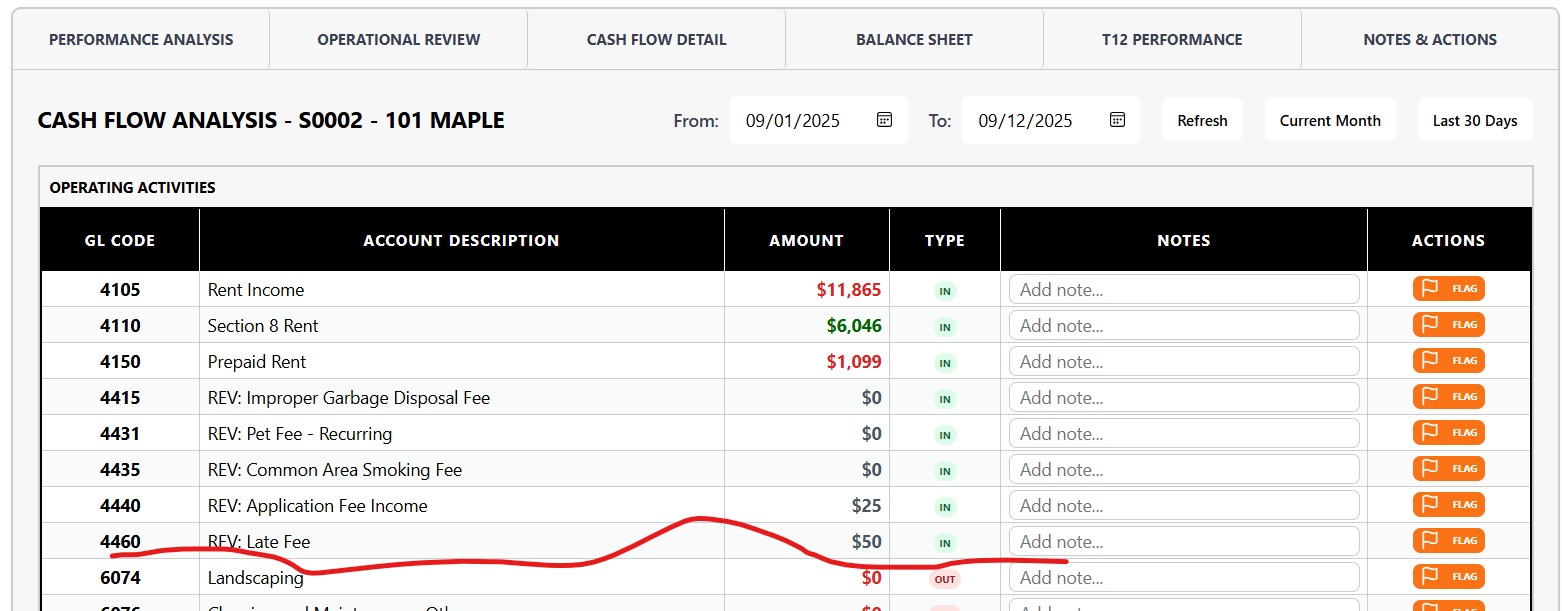 PERFORMANCE ANALYSIS OPERATIONAL REVIEW CASH FLOW DETAIL BALANCE SHEET T12 PERFORMANCE NOTES & ACTIONS
CASH FLOW ANALYSIS - S0002 - 101 MAPLE From: 09/01/2025 To: 09/12/2025 Refresh Current Month Last 30 Days
OPERATING ACTIVITIES
GL CODE ACCOUNT DESCRIPTION AMOUNT TYPE NOTES ACTIONS
4105 Rent Income $11,865 IN Add note... FLAG
4110 Section 8 Rent $6,046 IN Add note... FLAG
4150 Prepaid Rent $1,099 IN Add note... FLAG
4415 REV: Improper Garbage Disposal Fee $0 IN Add note... FLAG
4431 REV: Pet Fee - Recurring $0 IN Add note... FLAG
4435 REV: Common Area Smoking Fee $0 IN Add note... FLAG
4440 REV: Application Fee Income $25 IN Add note... FLAG
4460 REV: Late Fee $50 IN Add note... FLAG
6074 Landscaping $0 OUT Add note... FLAG